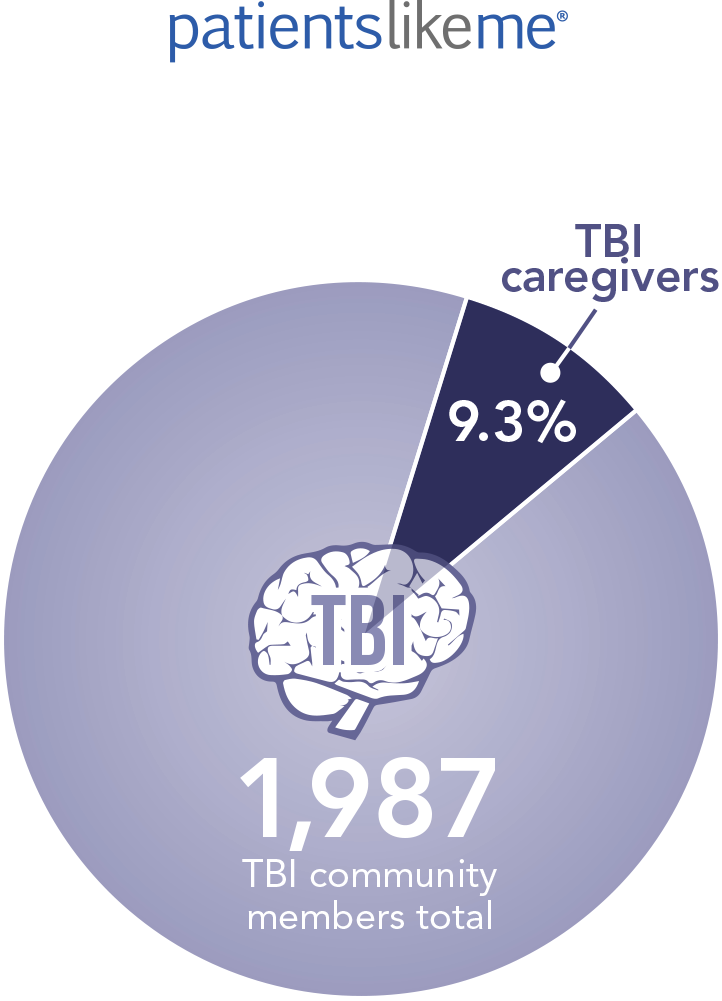 patientslikeme®
TBI
caregivers
9.3%
TBI
1,987
TBI community
members total